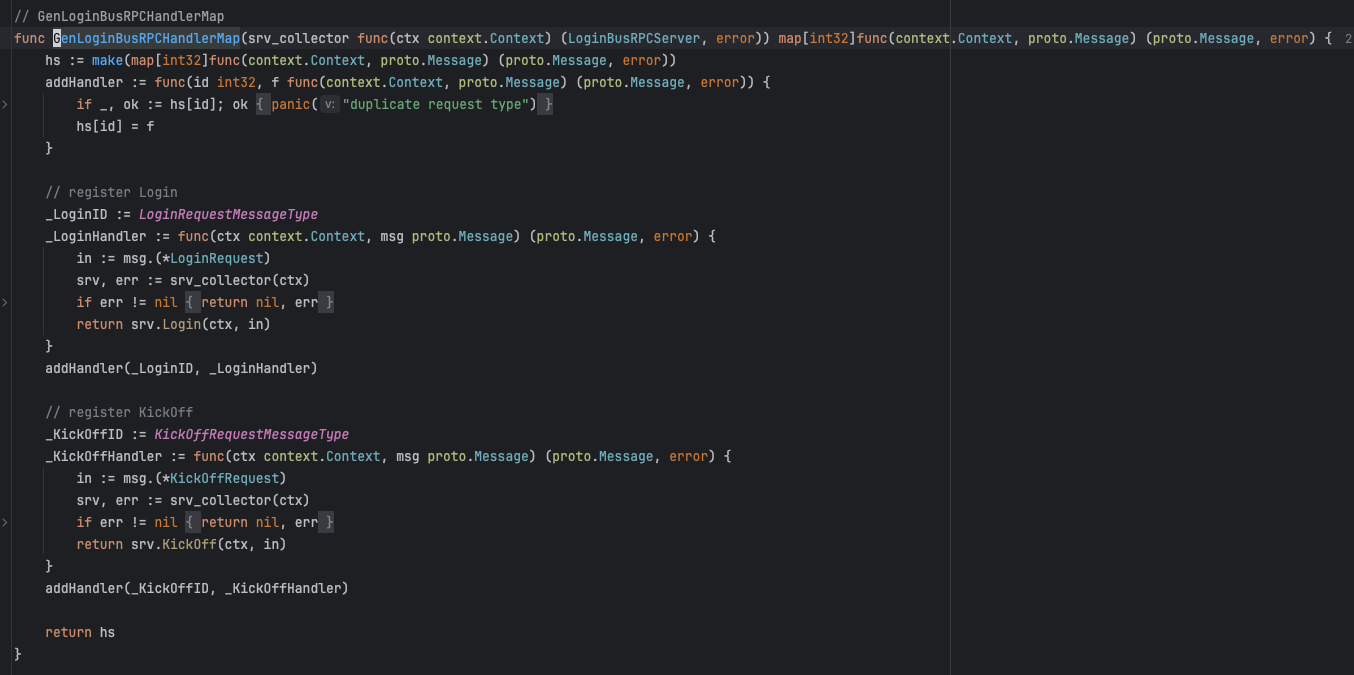 // GenLoginBusRPCHandlerMap
func GenLoginBusRPCHandlerMap(srv_collector func(ctx context.Context) (LoginBusRPCServer, error)) map[int32]func(context.Context, proto.Message) (proto.Message, error) { 2
    hs := make(map[int32]func(context.Context, proto.Message) (proto.Message, error))
    addHandler := func(id int32, f func(context.Context, proto.Message) (proto.Message, error)) {
        if _, ok := hs[id]; ok { panic( v: "duplicate request type") }
        hs[id] = f
    }

    // register Login
    _LoginID := LoginRequestMessageType
    _LoginHandler := func(ctx context.Context, msg proto.Message) (proto.Message, error) {
        in := msg.(*LoginRequest)
        srv, err := srv_collector(ctx)
        if err != nil { return nil, err }
        return srv.Login(ctx, in)
    }
    addHandler(_LoginID, _LoginHandler)

    // register KickOff
    _KickOffID := KickOffRequestMessageType
    _KickOffHandler := func(ctx context.Context, msg proto.Message) (proto.Message, error) {
        in := msg.(*KickOffRequest)
        srv, err := srv_collector(ctx)
        if err != nil { return nil, err }
        return srv.KickOff(ctx, in)
    }
    addHandler(_KickOffID, _KickOffHandler)

    return hs
}